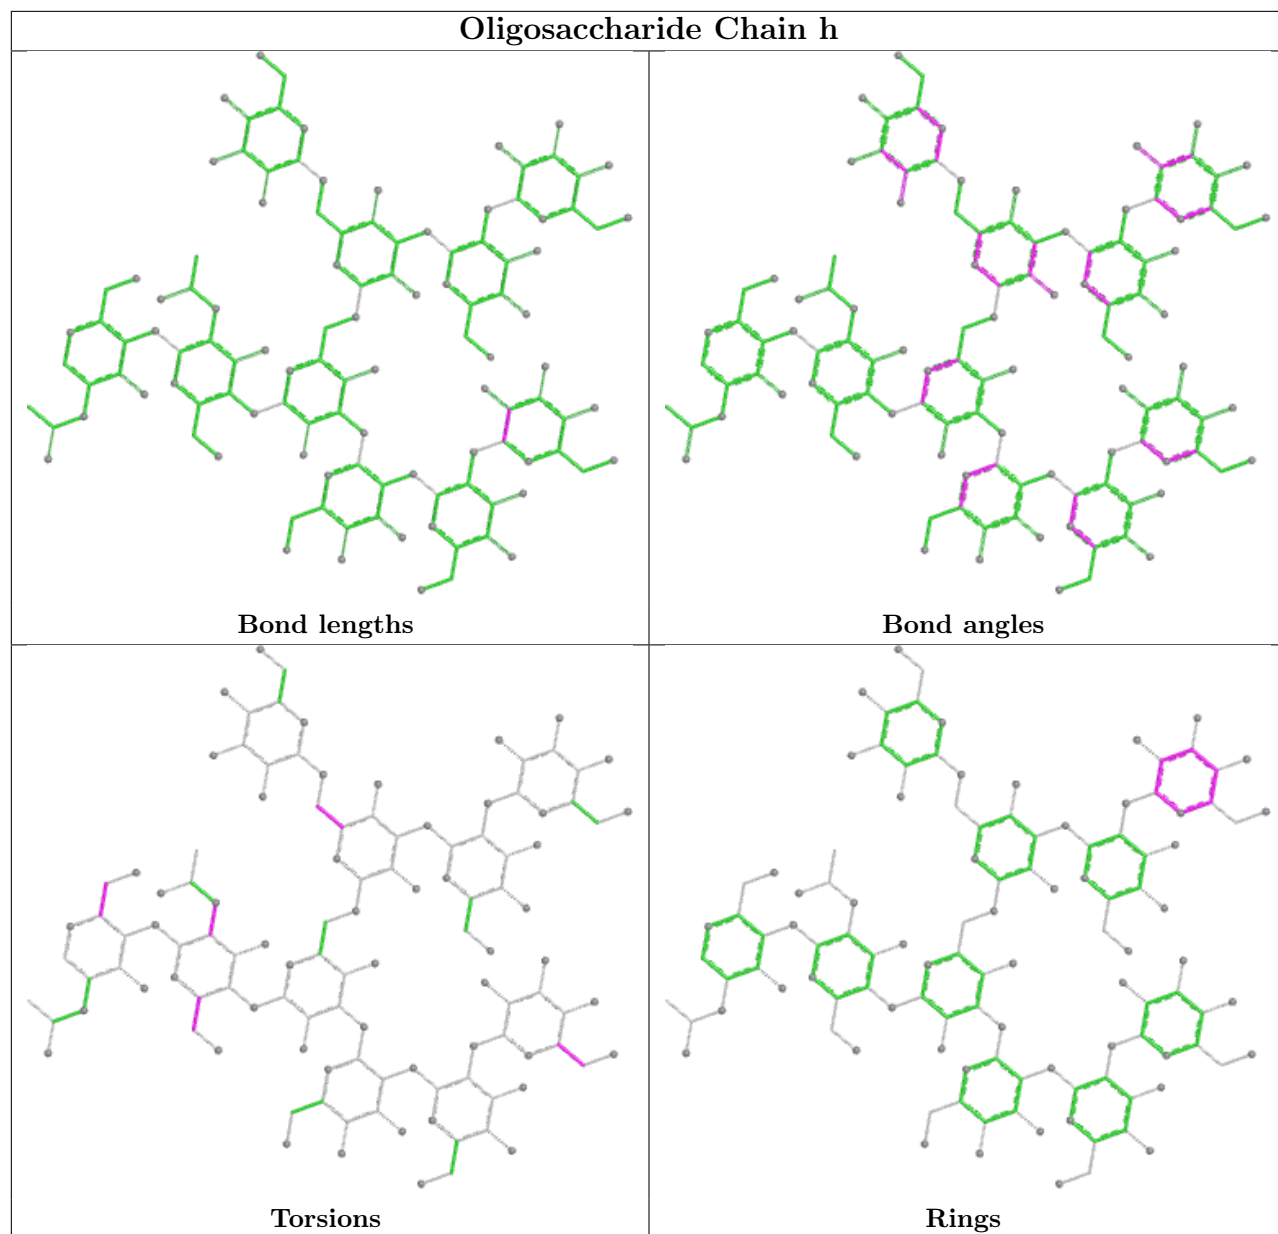 Oligosaccharide Chain h
Bond lengths
Bond angles
Torsions
Rings